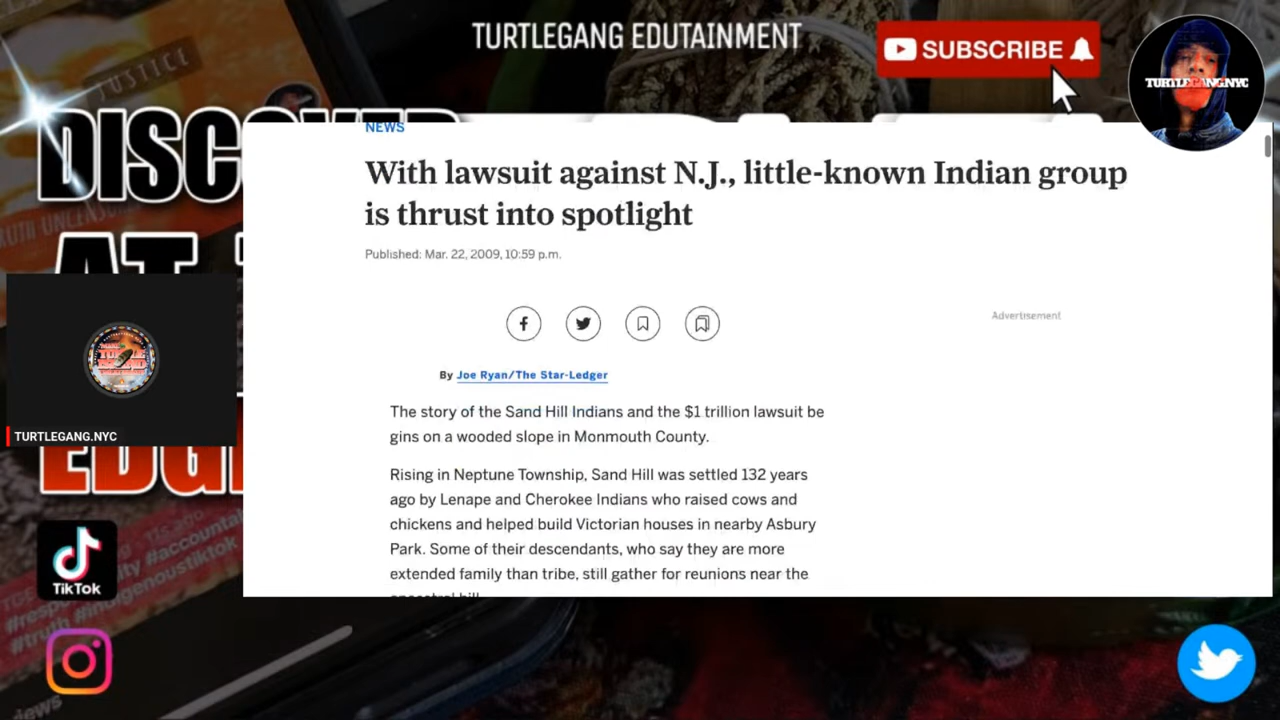 TURTLEGANG EDUTAINMENT
SUBSCRIBE
TURTLEGANG.NYC
JUSTICE
NEWS
With lawsuit against N.J., little-known Indian group
is thrust into spotlight
Published: Mar. 22, 2009, 10:59 p.m.
Advertisement
By Joe Ryan/The Star-Ledger
The story of the Sand Hill Indians and the $1 trillion lawsuit be
gins on a wooded slope in Monmouth County.
Rising in Neptune Township, Sand Hill was settled 132 years
ago by Lenape and Cherokee Indians who raised cows and
chickens and helped build Victorian houses in nearby Asbury
Park. Some of their descendants, who say they are more
extended family than tribe, still gather for reunions near the
TURTLEGANG.NYC
AT
TikTok
#truth #indigenoustiktok